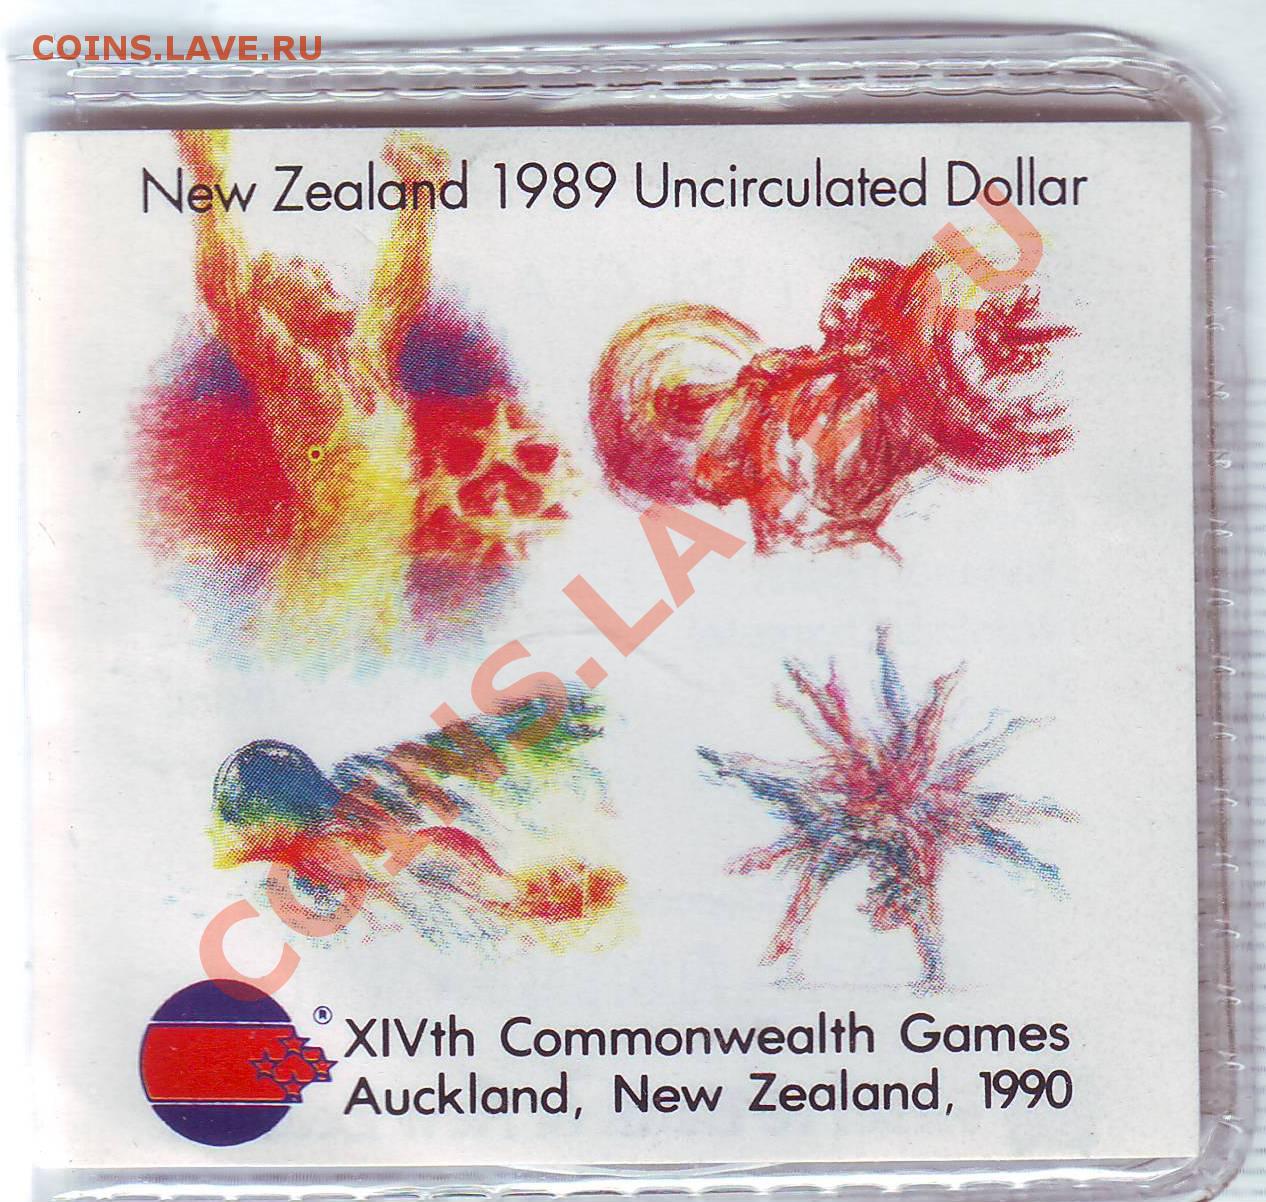 COINS.LAVE.RU
New Zealand 1989 Uncirculated Dollar
COINS.LAVE.RU
® XIVth Commonwealth Games
Auckland, New Zealand, 1990